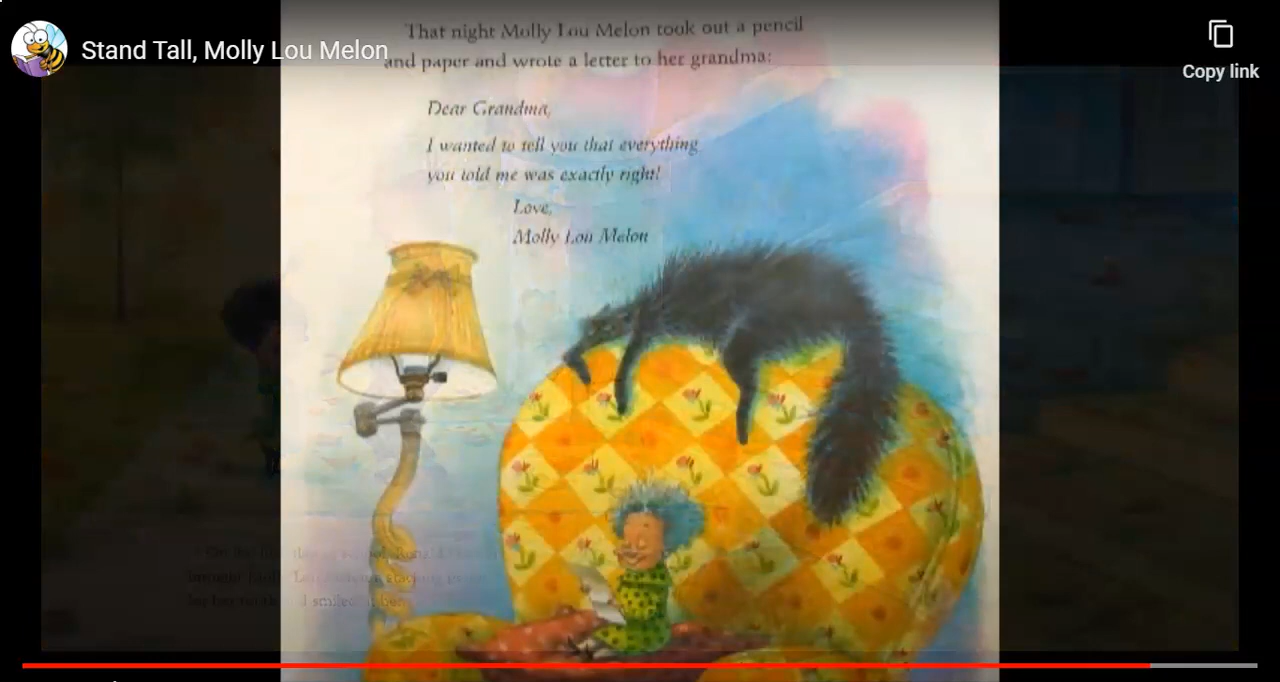 Stand Tall, Molly Lou Melon
Copy link
That night Molly Lou Melon took out a pencil
and paper and wrote a letter to her grandma:
Dear Grandma,
I wanted to tell you that everything
you told me was exactly right!
Love,
Molly Lou Melon